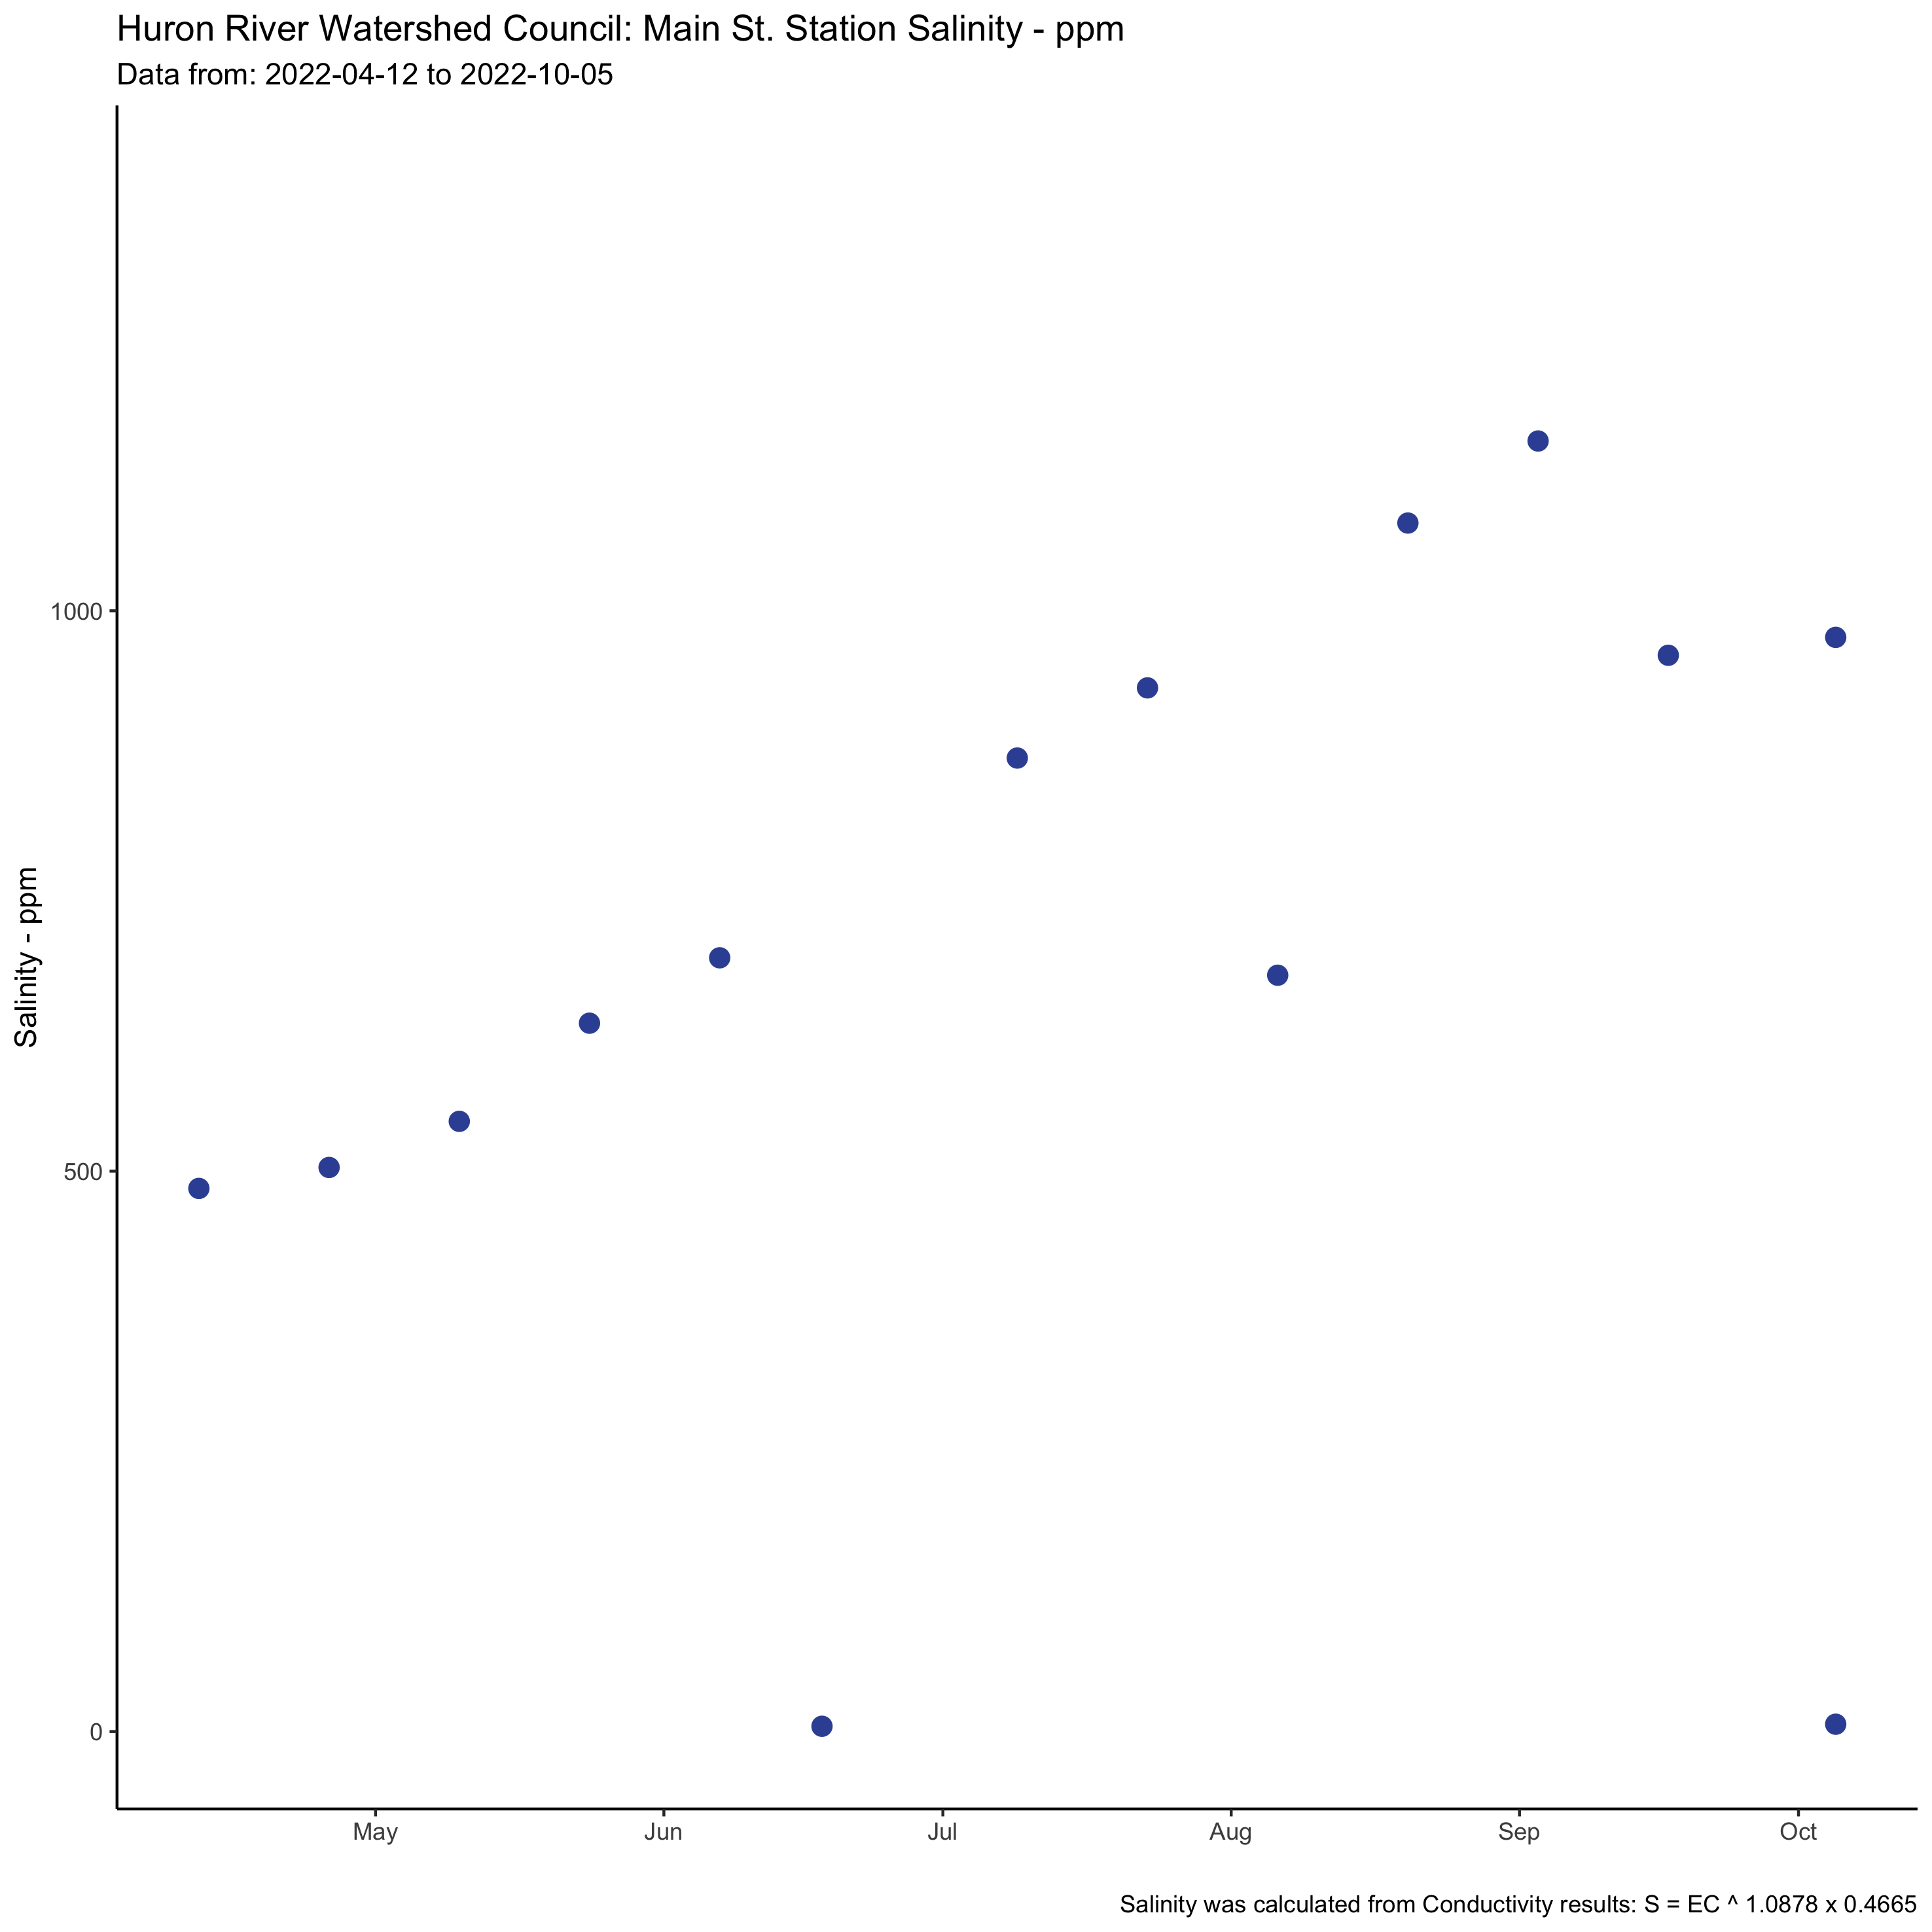 Huron River Watershed Council: Main St. Station Salinity - ppm
Data from: 2022-04-12 to 2022-10-05
Salinity - ppm
1000
500
0
May
Jun
Jul
Aug
Sep
Oct
Salinity was calculated from Conductivity results: S = EC ^ 1.0878 x 0.4665